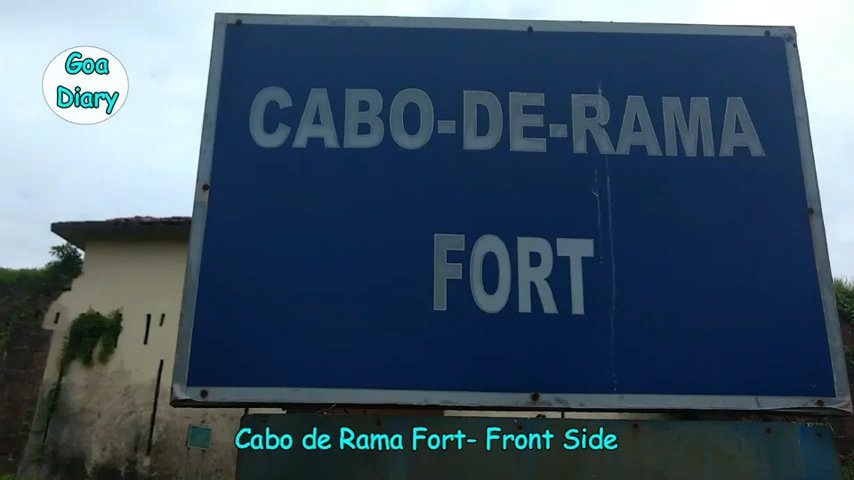 Goa
Diary
CABO-DE-RAMA
FORT
Cabo de Rama Fort- Front Side